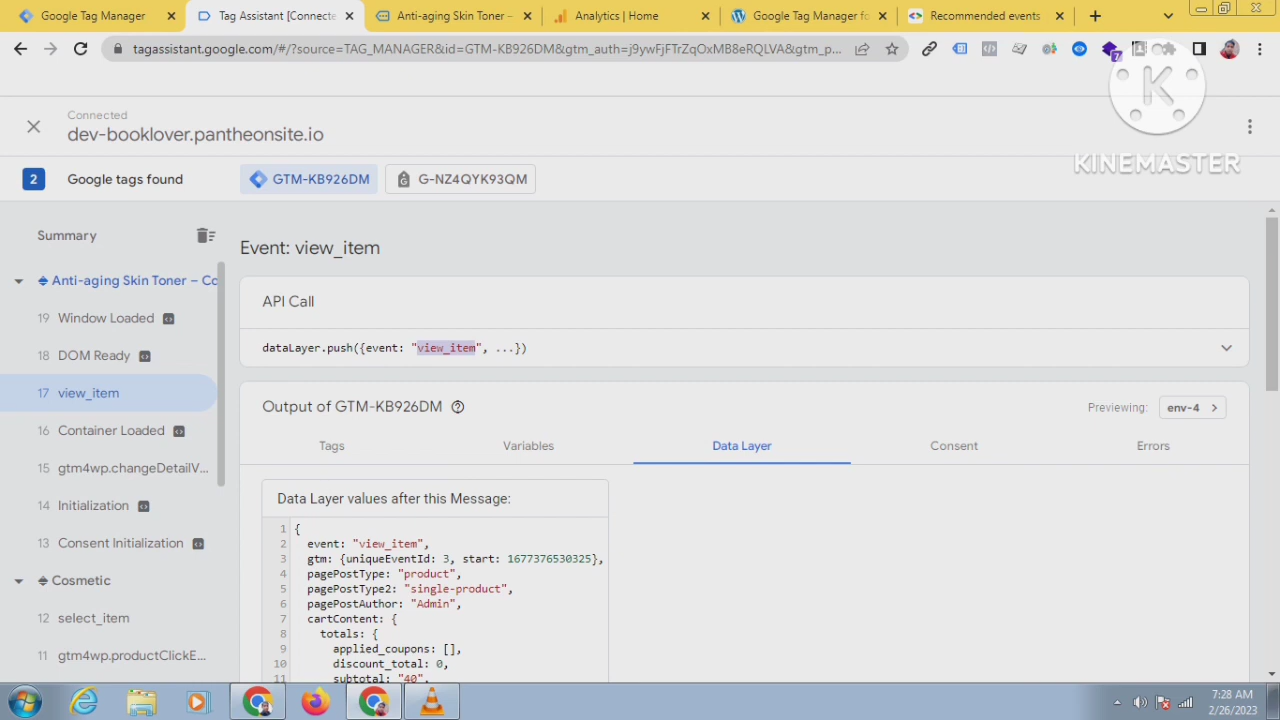 Google Tag Manager
Tag Assistant [Connecte
Anti-aging Skin Toner –
Analytics | Home
Google Tag Manager fo
Recommended events
tagassistant.google.com/#/?source=TAG_MANAGER&id=GTM-KB926DM&gtm_auth=j9ywFjFTrZqOxMB8eRQLVA&gtm_p...
7
K
KINEMASTER
Connected
dev-booklover.pantheonsite.io
2
Google tags found
GTM-KB926DM
G-NZ4QYK93QM
Summary
Anti-aging Skin Toner – Co
19 Window Loaded
18 DOM Ready
17 view_item
16 Container Loaded
15 gtm4wp.changeDetailV...
14 Initialization
13 Consent Initialization
Cosmetic
12 select_item
11 gtm4wp.productClickE...
Event: view_item
API Call
dataLayer.push({event: "view_item", ...})
Output of GTM-KB926DM
Previewing: env-4
Tags
Variables
Data Layer
Consent
Errors
Data Layer values after this Message:
1 {
2 event: "view_item",
3 gtm: {uniqueEventId: 3, start: 1677376530325},
4 pagePostType: "product",
5 pagePostType2: "single-product",
6 pagePostAuthor: "Admin",
7 cartContent: {
8 totals: {
9 applied_coupons: [],
10 discount_total: 0,
11 subtotal: "40",
7:28 AM
2/26/2023